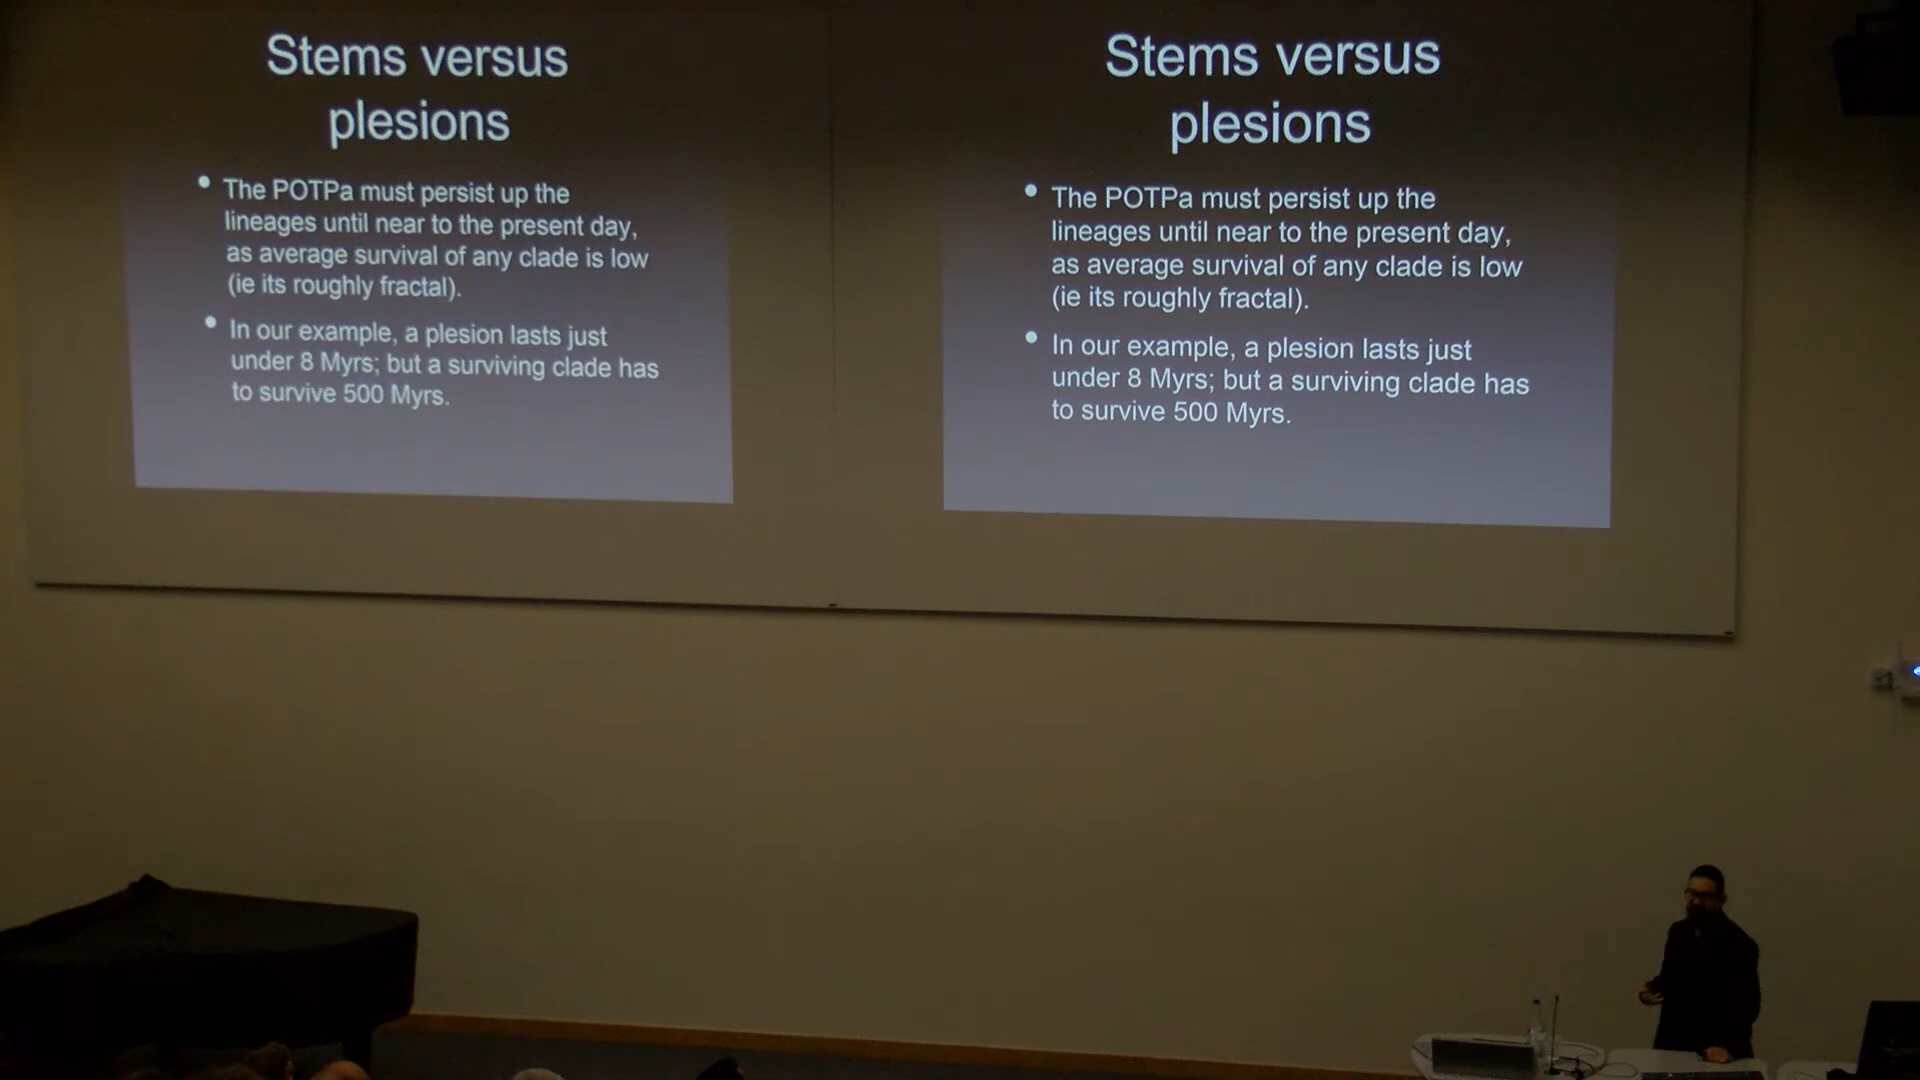 Stems versus
plesions
• The POTPa must persist up the
lineages until near to the present day,
as average survival of any clade is low
(ie its roughly fractal).
• In our example, a plesion lasts just
under 8 Myrs; but a surviving clade has
to survive 500 Myrs.
Stems versus
plesions
• The POTPa must persist up the
lineages until near to the present day,
as average survival of any clade is low
(ie its roughly fractal).
• In our example, a plesion lasts just
under 8 Myrs; but a surviving clade has
to survive 500 Myrs.